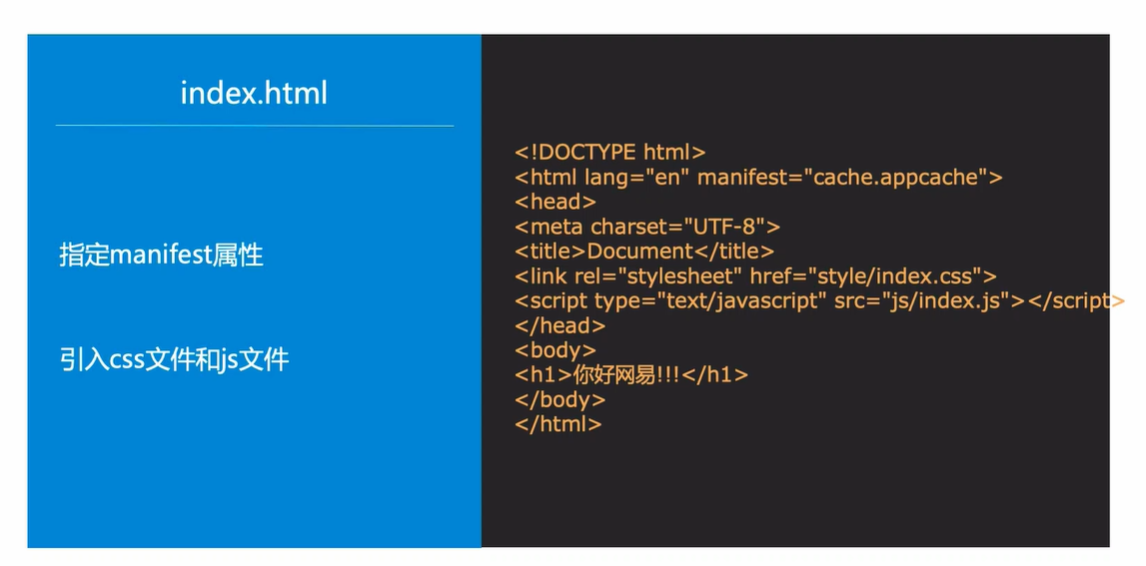 index.html
指定manifest属性
引入css文件和js文件
<!DOCTYPE html>
<html lang="en" manifest="cache.appcache">
<head>
<meta charset="UTF-8">
<title>Document</title>
<link rel="stylesheet" href="style/index.css">
<script type="text/javascript" src="js/index.js"></script>
</head>
<body>
<h1>你好网易!!!</h1>
</body>
</html>